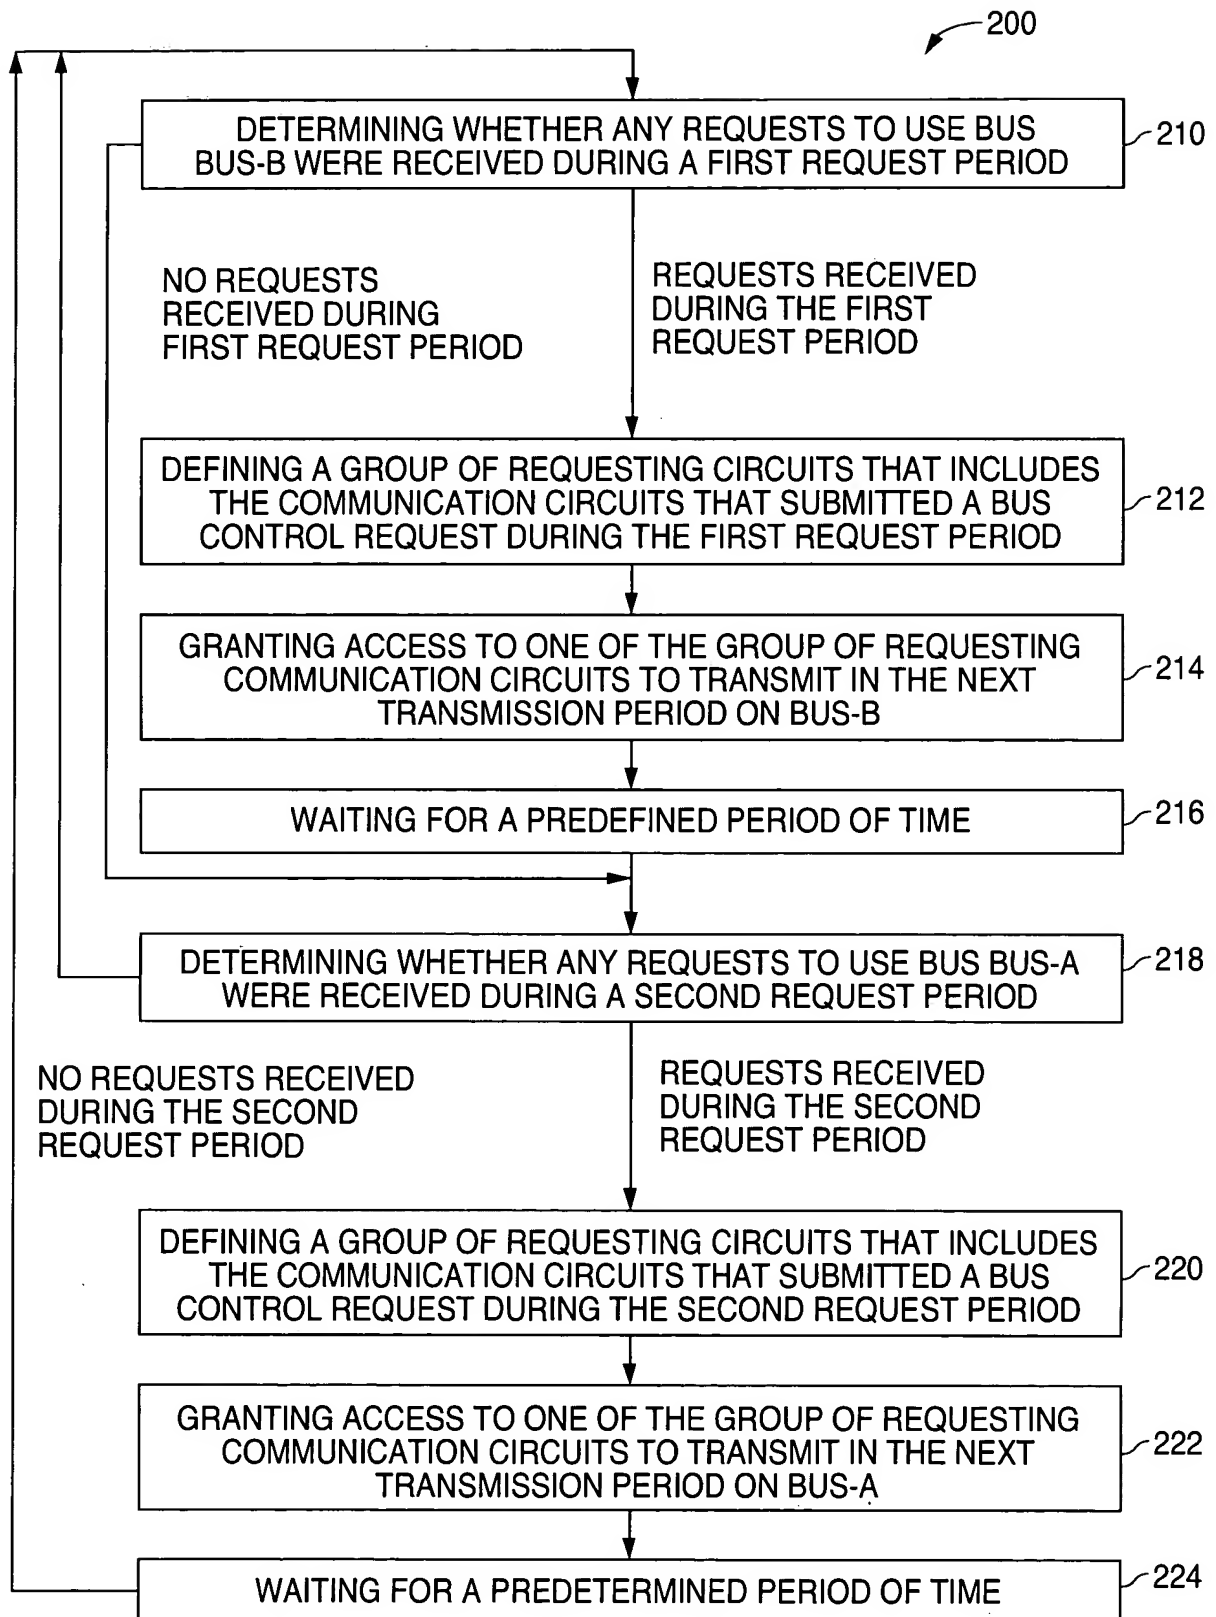 200
DETERMINING WHETHER ANY REQUESTS TO USE BUS
BUS-B WERE RECEIVED DURING A FIRST REQUEST PERIOD
210
NO REQUESTS
RECEIVED DURING
FIRST REQUEST PERIOD
REQUESTS RECEIVED
DURING THE FIRST
REQUEST PERIOD
DEFINING A GROUP OF REQUESTING CIRCUITS THAT INCLUDES
THE COMMUNICATION CIRCUITS THAT SUBMITTED A BUS
CONTROL REQUEST DURING THE FIRST REQUEST PERIOD
212
GRANTING ACCESS TO ONE OF THE GROUP OF REQUESTING
COMMUNICATION CIRCUITS TO TRANSMIT IN THE NEXT
TRANSMISSION PERIOD ON BUS-B
214
WAITING FOR A PREDEFINED PERIOD OF TIME
216
DETERMINING WHETHER ANY REQUESTS TO USE BUS BUS-A
WERE RECEIVED DURING A SECOND REQUEST PERIOD
218
NO REQUESTS RECEIVED
DURING THE SECOND
REQUEST PERIOD
REQUESTS RECEIVED
DURING THE SECOND
REQUEST PERIOD
DEFINING A GROUP OF REQUESTING CIRCUITS THAT INCLUDES
THE COMMUNICATION CIRCUITS THAT SUBMITTED A BUS
CONTROL REQUEST DURING THE SECOND REQUEST PERIOD
220
GRANTING ACCESS TO ONE OF THE GROUP OF REQUESTING
COMMUNICATION CIRCUITS TO TRANSMIT IN THE NEXT
TRANSMISSION PERIOD ON BUS-A
222
WAITING FOR A PREDETERMINED PERIOD OF TIME
224